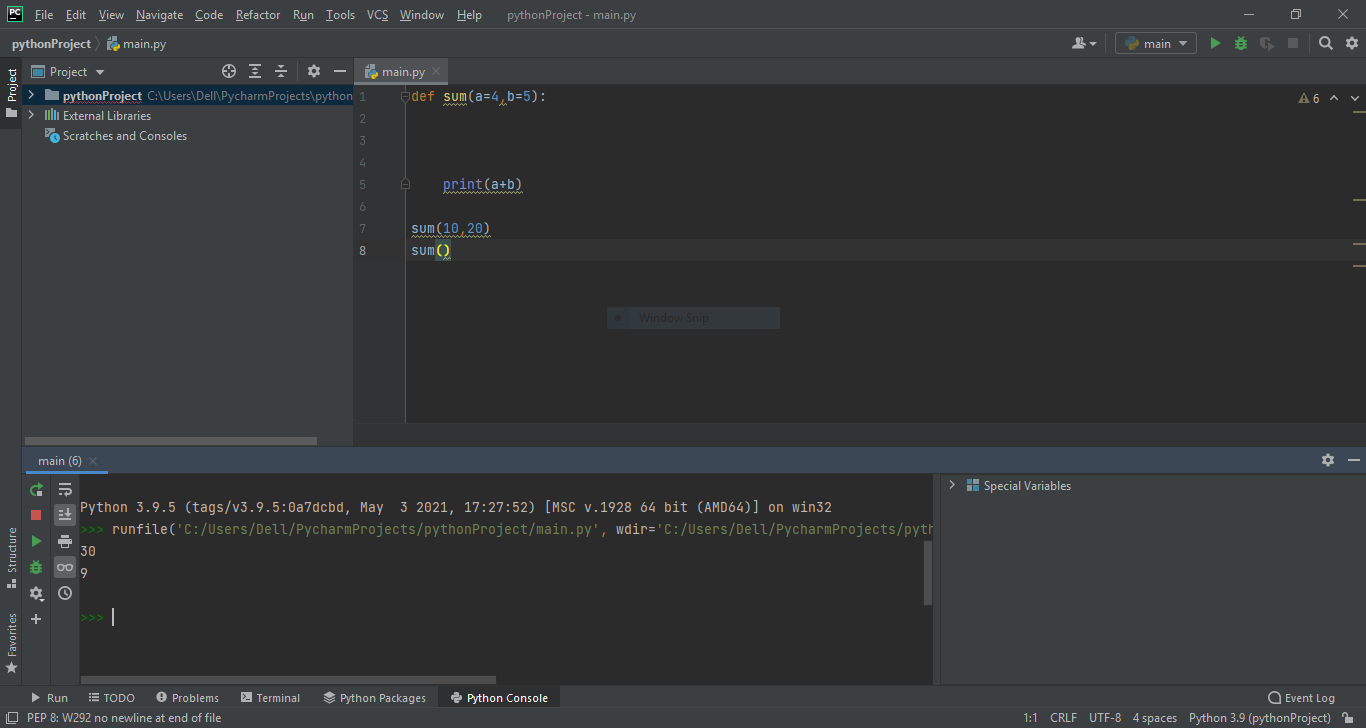 PC File Edit View Navigate Code Refactor Run Tools VCS Window Help pythonProject - main.py
pythonProject main.py
main
Project
Project
main.py
pythonProject C:\Users\Dell\PycharmProjects\python
External Libraries
Scratches and Consoles
1 def sum(a=4,b=5):
6
2
3
4
5 print(a+b)
6
7 sum(10,20)
8 sum()
Window Snip
main (6)
Python 3.9.5 (tags/v3.9.5:0a7dcbd, May  3 2021, 17:27:52) [MSC v.1928 64 bit (AMD64)] on win32
>>> runfile('C:/Users/Dell/PycharmProjects/pythonProject/main.py', wdir='C:/Users/Dell/PycharmProjects/pyth
30
9
>>>
Special Variables
Structure
Favorites
Run TODO Problems Terminal Python Packages Python Console Event Log
PEP 8: W292 no newline at end of file 1:1 CRLF UTF-8 4 spaces Python 3.9 (pythonProject)